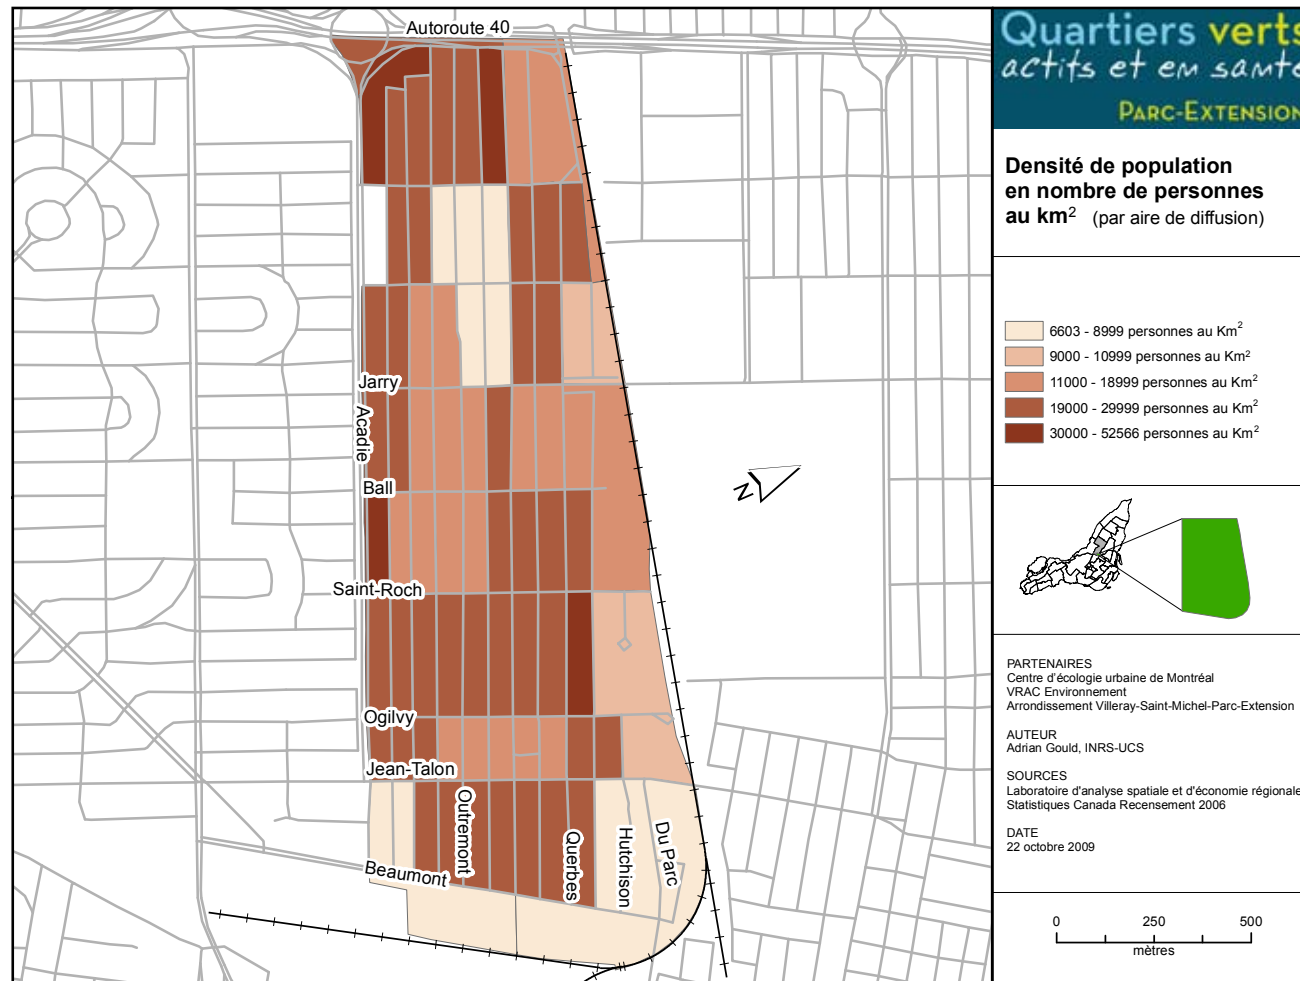 Autoroute 40
Jarry
Acadie
Ball
Saint-Roch
Ogilvy
Jean-Talon
Outremont
Querbes
Hutchison
Du Parc
Beaumont
N
Quartiers verts
actifs et en santé
PARC-EXTENSION
Densité de population
en nombre de personnes
au km² (par aire de diffusion)
6603 - 8999 personnes au Km²
9000 - 10999 personnes au Km²
11000 - 18999 personnes au Km²
19000 - 29999 personnes au Km²
30000 - 52566 personnes au Km²
PARTENAIRES
Centre d'écologie urbaine de Montréal
VRAC Environnement
Arrondissement Villeray-Saint-Michel-Parc-Extension
AUTEUR
Adrian Gould, INRS-UCS
SOURCES
Laboratoire d'analyse spatiale et d'économie régionale
Statistiques Canada Recensement 2006
DATE
22 octobre 2009
0 250 500
mètres